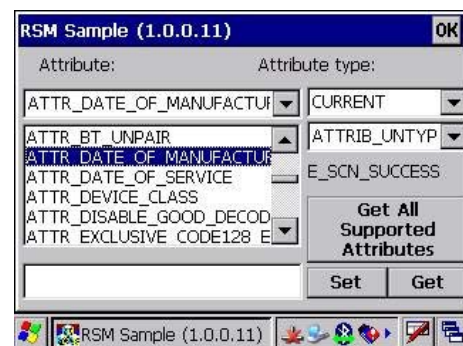 RSM Sample (1.0.0.11) OK
Attribute: Attribute type:
ATTR_DATE_OF_MANUFACTUF CURRENT
ATTR_BT_UNPAIR
ATTR_DATE_OF_MANUFACTUF
ATTR_DATE_OF_SERVICE
ATTR_DEVICE_CLASS
ATTR_DISABLE_GOOD_DECOD
ATTR_EXCLUSIVE_CODE128_E
ATTRIB_UNTYP
E_SCN_SUCCESS
Get All
Supported
Attributes
Set Get
RSM Sample (1.0.0.11)